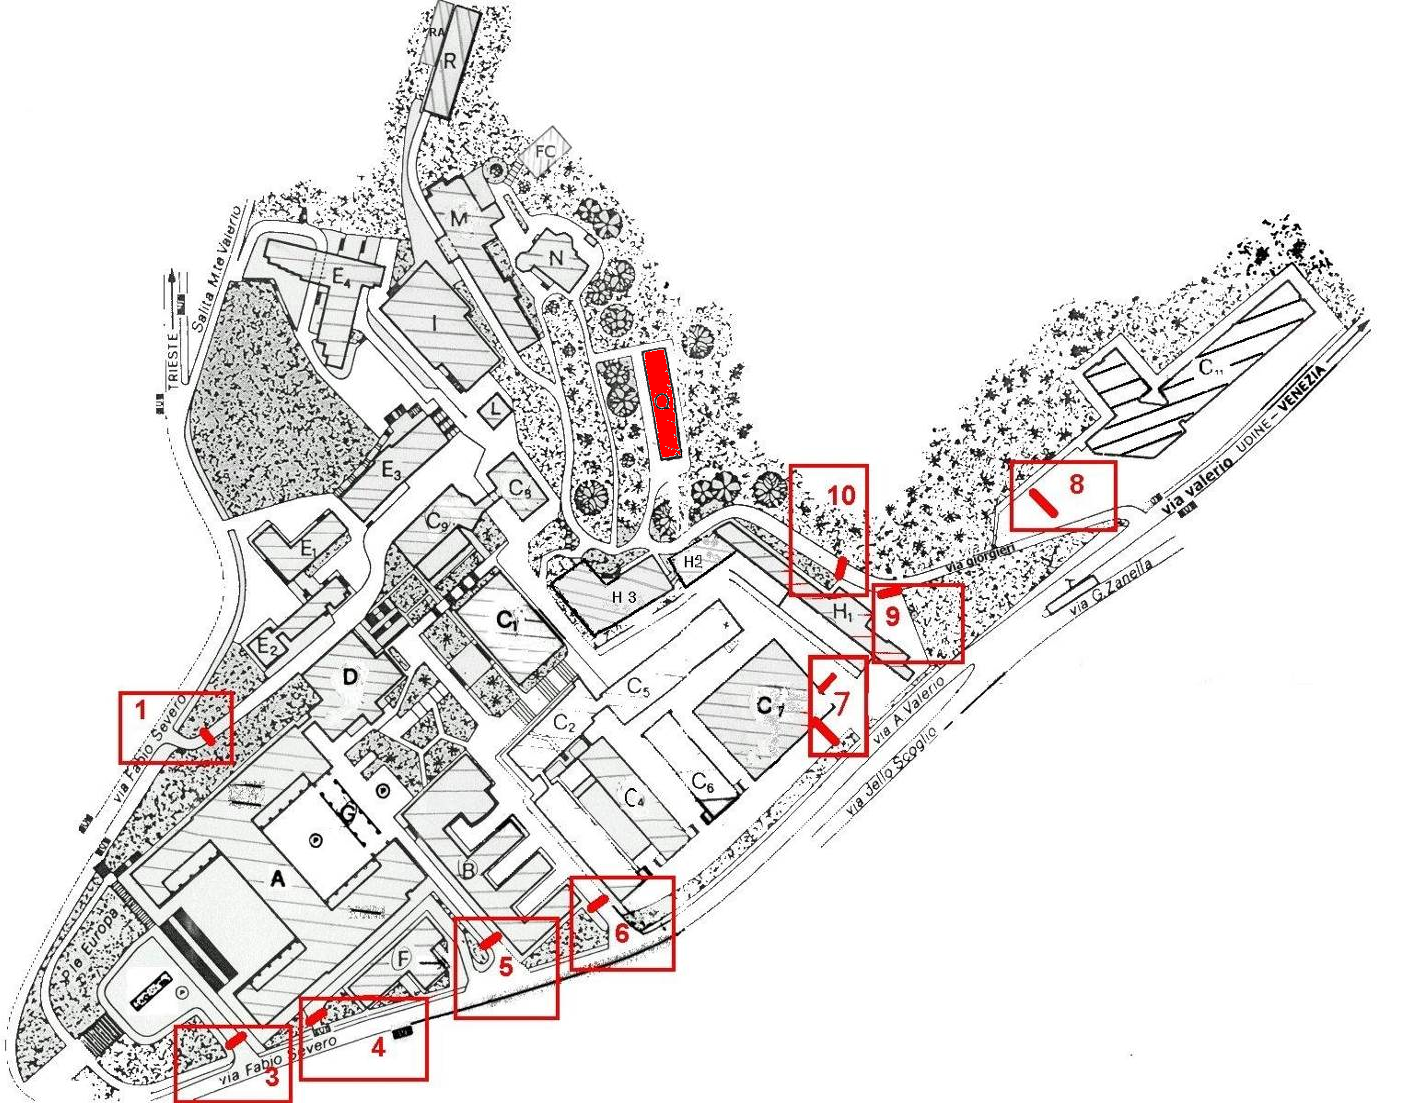 RA
R
FC
M
N
Salita M.te Valerio
E4
I
TRIESTE
L
Q
C11
UDINE - VENEZIA
via valerio
E3
C8
C9
10
8
E1
via giorgieri
H2
H3
H1
9
T
via G. Zanella
E2
C1
D
C5
C7
7
C2
via A Valerio
1
via Fabio Severo
C6
C4
via Jello Scoglio
G
P
P
A
B
P.le Europa
F
5
6
P
3
4
via Fabio Severo